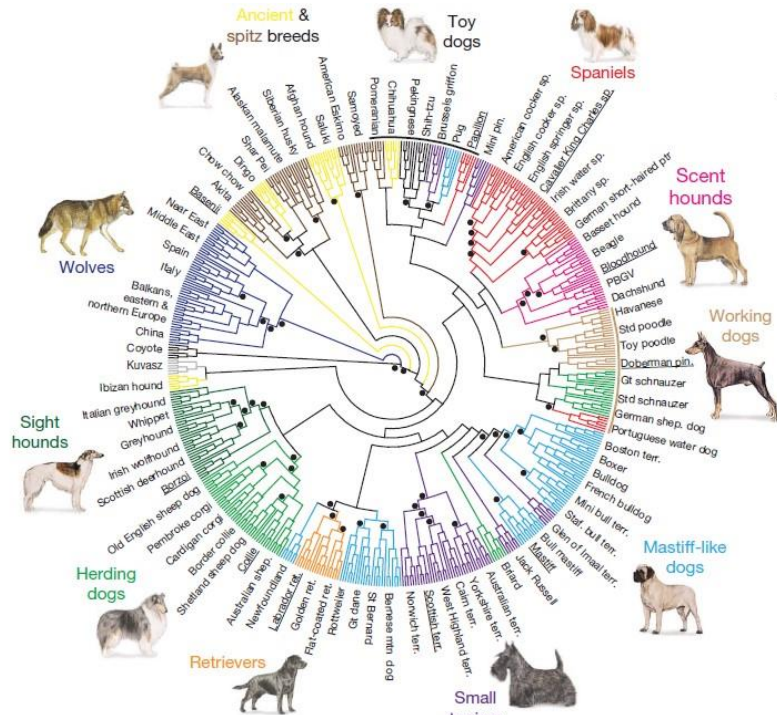 Ancient &
spitz breeds
Toy
dogs
Spaniels
Scent
hounds
Working
dogs
Mastiff-like
dogs
Small
Retrievers
Herding
dogs
Sight
hounds
Wolves
Near East
Middle East
Spain
Italy
Balkans,
eastern &
northern Europe
China
Coyote
Kuvasz
Ibizan hound
Italian greyhound
Whippet
Greyhound
Irish wolfhound
Scottish deerhound
Borzoi
Old English sheep dog
Pembroke corgi
Cardigan corgi
Border collie
Shetland sheep dog
Collie
Australian shep.
Newfoundland
Labrador ret.
Golden ret.
Flat-coated ret.
Rottweiler
Gt dane
St Bernard
Bernese mtn dog
Norwich terr.
Scottish terr.
West Highland terr.
Cairn terr.
Yorkshire terr.
Australian terr.
Briard
Jack Russell
Mastiff
Bull mastiff
Glen of Imaal terr.
Staf. bull terr.
Mini bull terr.
French bulldog
Bulldog
Boxer
Boston terr.
Portuguese water dog
German shep. dog
Std schnauzer
Gt schnauzer
Doberman pin.
Toy poodle
Std poodle
Havanese
Dachshund
PBGV
Bloodhound
Beagle
Basset hound
German short-haired ptr
Brittany sp.
Irish water sp.
Cavalier King Charles sp.
English springer sp.
English cocker sp.
American cocker sp.
Mini pin.
Papillon
Pug
Brussels griffon
Shih-tzu
Pekingnese
Chihuahua
Pomeranian
Samoyed
American Eskimo
Saluki
Afghan hound
Siberian husky
Alaskan malamute
Shar Pei
Dingo
Chow chow
Akita
Basenji